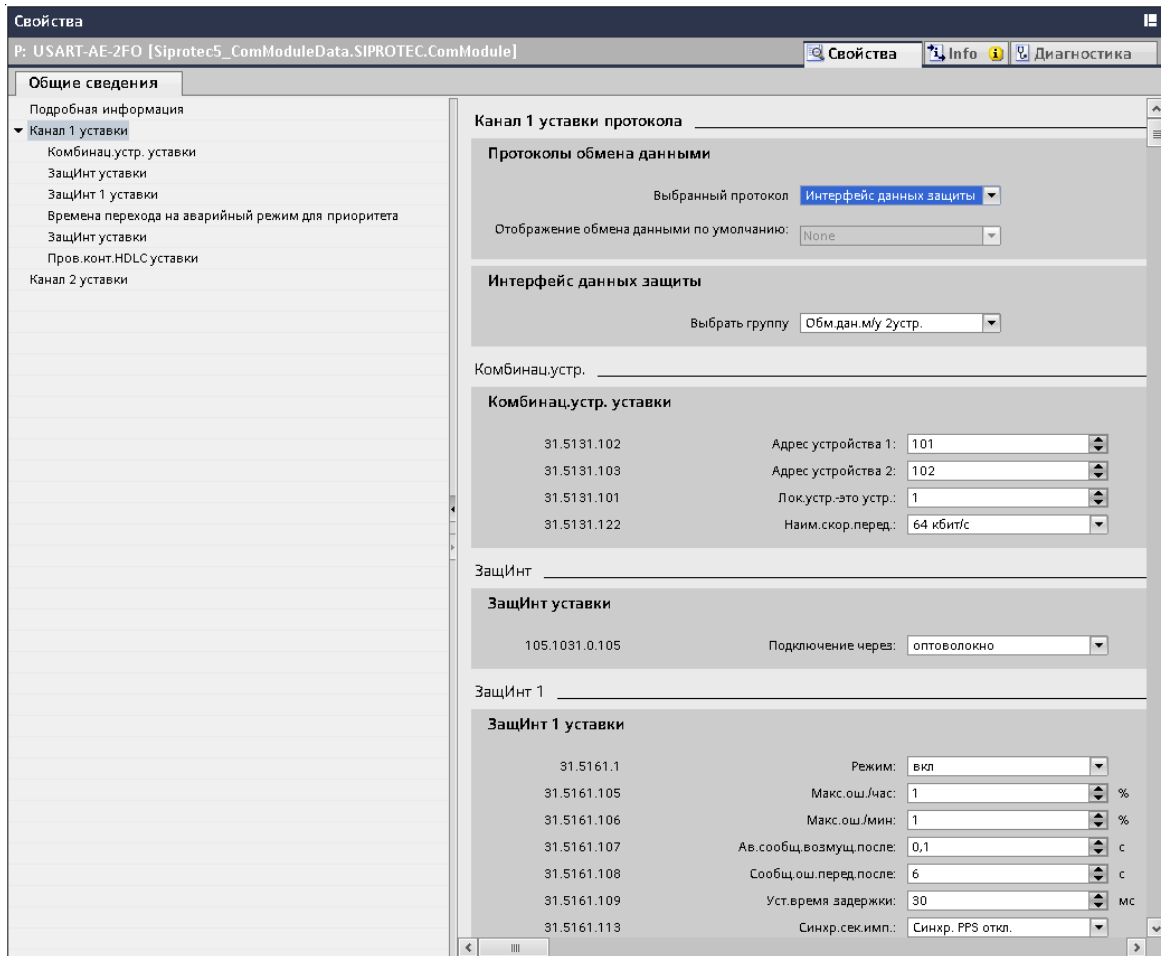 Свойства
P: USART-AE-2FO [Siprotec5_ComModuleData.SIPROTEC.ComModule]
Свойства
Info
Диагностика
Общие сведения
Подробная информация
Канал 1 уставки
Комбинац.устр. уставки
ЗащИнт уставки
ЗащИнт 1 уставки
Времена перехода на аварийный режим для приоритета
ЗащИнт уставки
Пров.конт.HDLC уставки
Канал 2 уставки
Канал 1 уставки протокола
Протоколы обмена данными
Выбранный протокол Интерфейс данных защиты
Отображение обмена данными по умолчанию: None
Интерфейс данных защиты
Выбрать группу Обм.дан.м/у 2устр.
Комбинац.устр.
Комбинац.устр. уставки
31.5131.102 Адрес устройства 1: 101
31.5131.103 Адрес устройства 2: 102
31.5131.101 Лок.устр.-это устр.: 1
31.5131.122 Наим.скор.перед.: 64 кбит/с
ЗащИнт
ЗащИнт уставки
105.1031.0.105 Подключение через: оптоволокно
ЗащИнт 1
ЗащИнт 1 уставки
31.5161.1 Режим: вкл
31.5161.105 Макс.ош./час: 1 %
31.5161.106 Макс.ош./мин: 1 %
31.5161.107 Ав.сообщ.возмущ.после: 0,1 с
31.5161.108 Сообщ.ош.перед.после: 6 с
31.5161.109 Уст.время задержки: 30 мс
31.5161.113 Синхр.сек.имп.: Синхр. PPS откл.